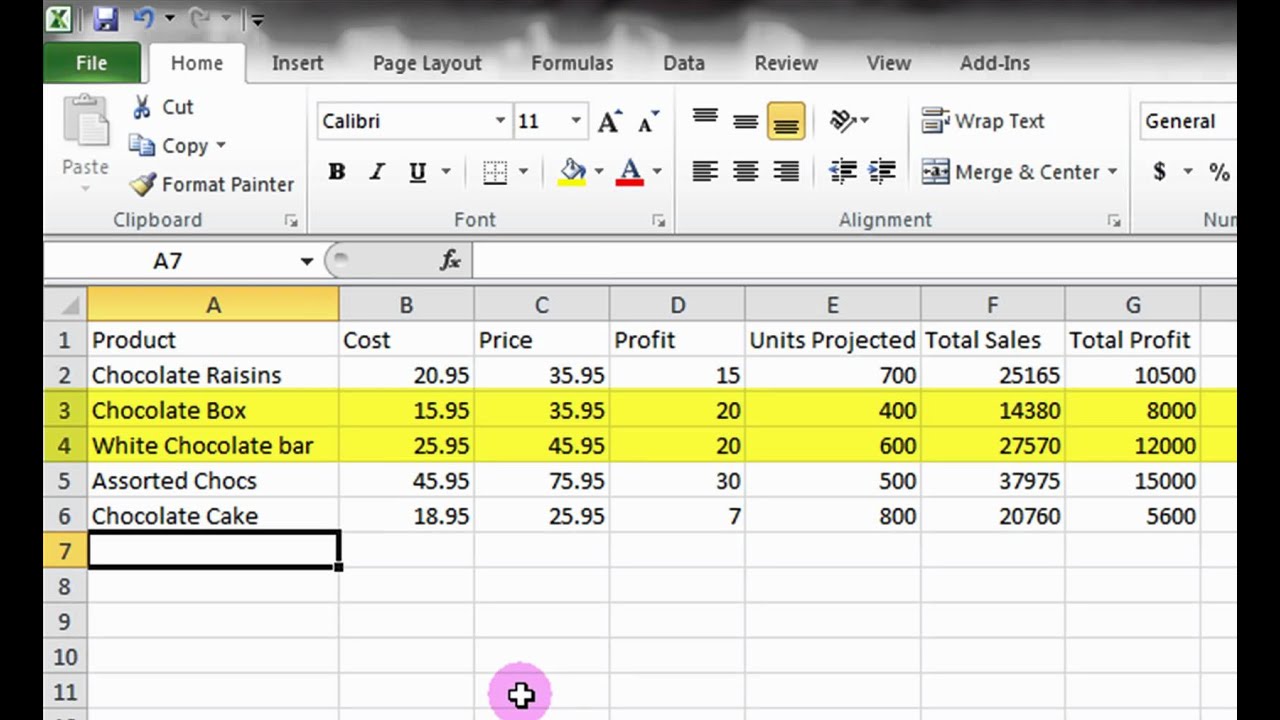 File Home Insert Page Layout Formulas Data Review View Add-Ins
Cut
Calibri 11 A A Wrap Text General
Copy
Paste
Format Painter
B I U A Merge & Center $ %
Clipboard Font Alignment
A7 fx
A B C D E F G
1 Product Cost Price Profit Units Projected Total Sales Total Profit
2 Chocolate Raisins 20.95 35.95 15 700 25165 10500
3 Chocolate Box 15.95 35.95 20 400 14380 8000
4 White Chocolate bar 25.95 45.95 20 600 27570 12000
5 Assorted Chocs 45.95 75.95 30 500 37975 15000
6 Chocolate Cake 18.95 25.95 7 800 20760 5600
7
8
9
10
11